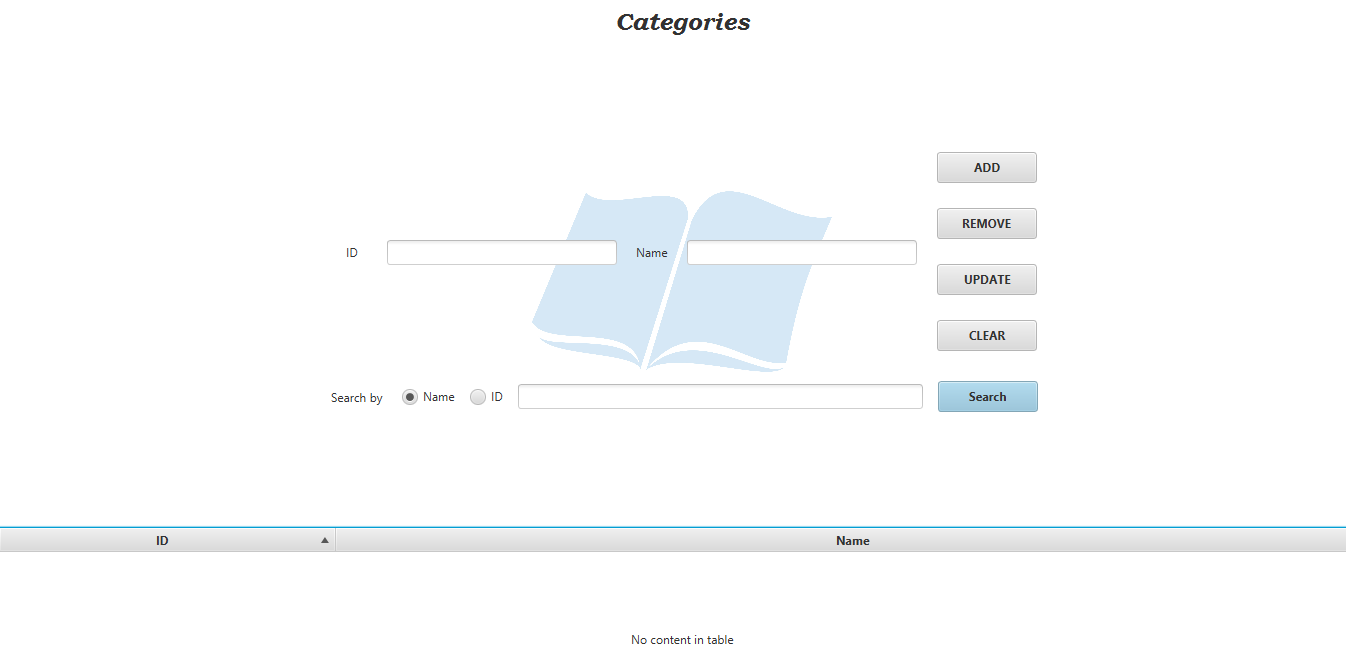 Categories
ADD
REMOVE
ID Name
UPDATE
CLEAR
Search by Name ID Search
ID Name
No content in table